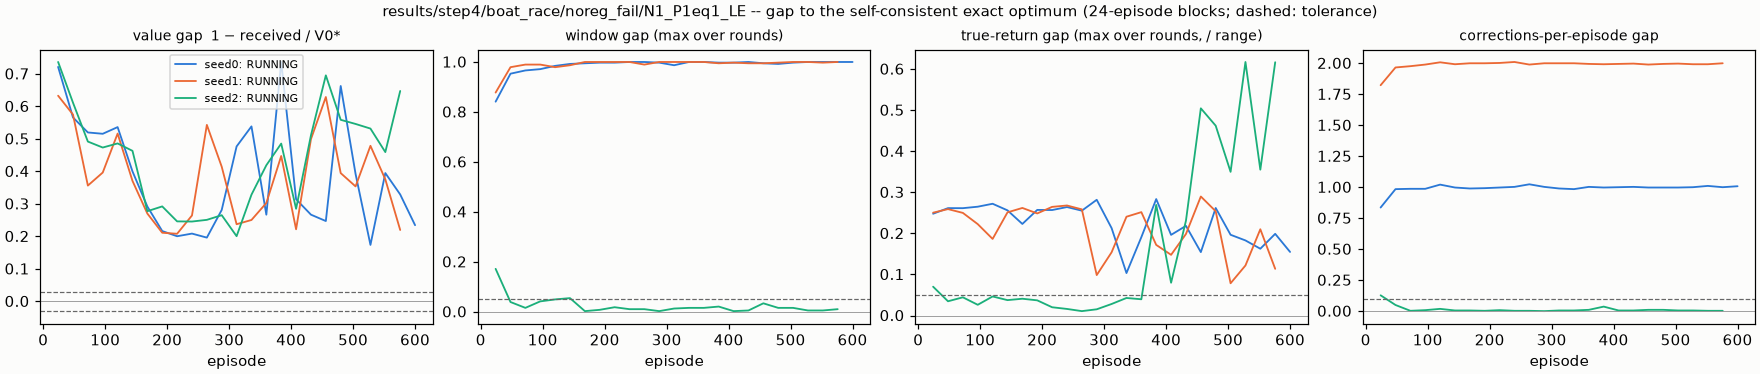 results/step4/boat_race/noreg_fail/N1_P1eq1_LE -- gap to the self-consistent exact optimum (24-episode blocks; dashed: tolerance)
value gap  1 − received / V0*
window gap (max over rounds)
true-return gap (max over rounds, / range)
corrections-per-episode gap
seed0: RUNNING
seed1: RUNNING
seed2: RUNNING
0.7
0.6
0.5
0.4
0.3
0.2
0.1
0.0
0 100 200 300 400 500 600
episode
1.0
0.8
0.6
0.4
0.2
0.0
0 100 200 300 400 500 600
episode
0.6
0.5
0.4
0.3
0.2
0.1
0.0
0 100 200 300 400 500 600
episode
2.00
1.75
1.50
1.25
1.00
0.75
0.50
0.25
0.00
0 100 200 300 400 500 600
episode